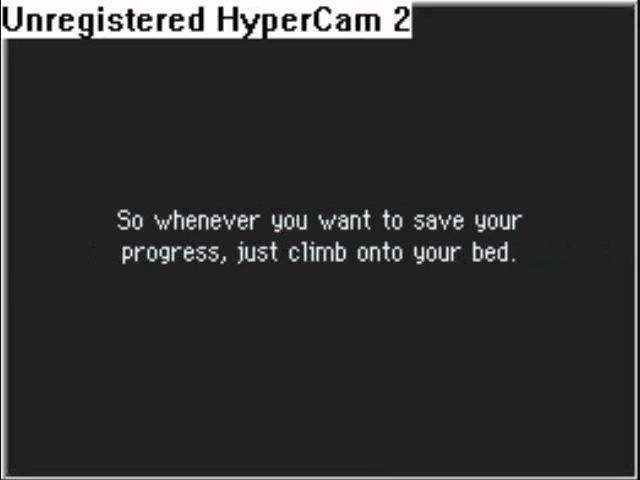 Unregistered HyperCam 2
So whenever you want to save your
progress, just climb onto your bed.